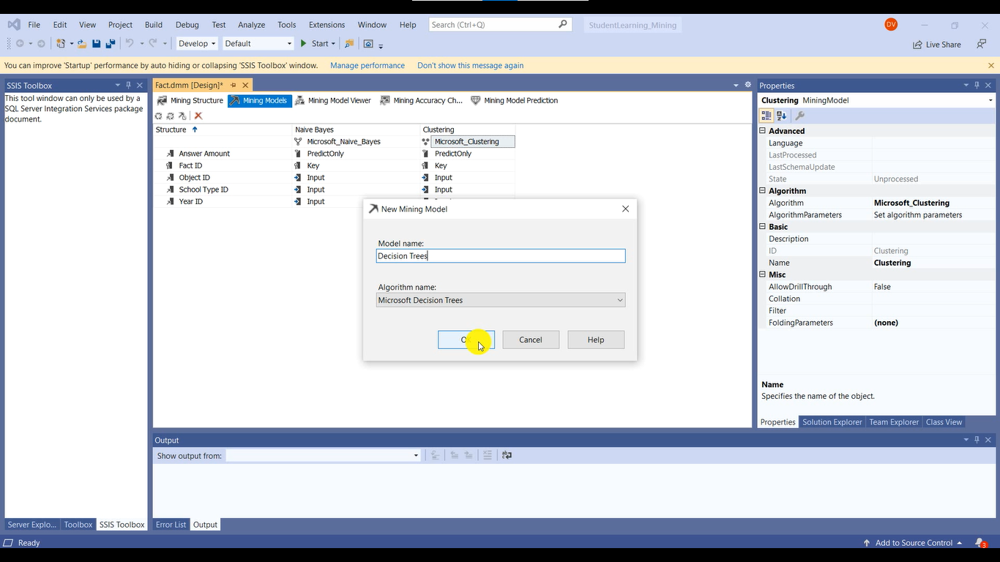 File Edit View Project Build Debug Test Analyze Tools Extensions Window Help Search (Ctrl+Q) StudentLearning_Mining DV
Develop Default Start Live Share
You can improve 'Startup' performance by auto hiding or collapsing 'SSIS Toolbox' window. Manage performance Don't show this message again
SSIS Toolbox
This tool window can only be used by a
SQL Server Integration Services package
document.
Fact.dmm [Design]*
Mining Structure Mining Models Mining Model Viewer Mining Accuracy Ch... Mining Model Prediction
Structure Naive Bayes Clustering
Microsoft_Naive_Bayes Microsoft_Clustering
Answer Amount PredictOnly PredictOnly
Fact ID Key Key
Object ID Input Input
School Type ID Input Input
Year ID Input
New Mining Model
Model name:
Decision Trees
Algorithm name:
Microsoft Decision Trees
Cancel Help
Properties
Clustering MiningModel
Advanced
Language
LastProcessed
LastSchemaUpdate
State Unprocessed
Algorithm
Algorithm Microsoft_Clustering
AlgorithmParameters Set algorithm parameters
Basic
Description
ID Clustering
Name Clustering
Misc
AllowDrillThrough False
Collation
Filter
FoldingParameters (none)
Name
Specifies the name of the object.
Properties Solution Explorer Team Explorer Class View
Output
Show output from:
Server Explo... Toolbox SSIS Toolbox Error List Output
Ready Add to Source Control 3